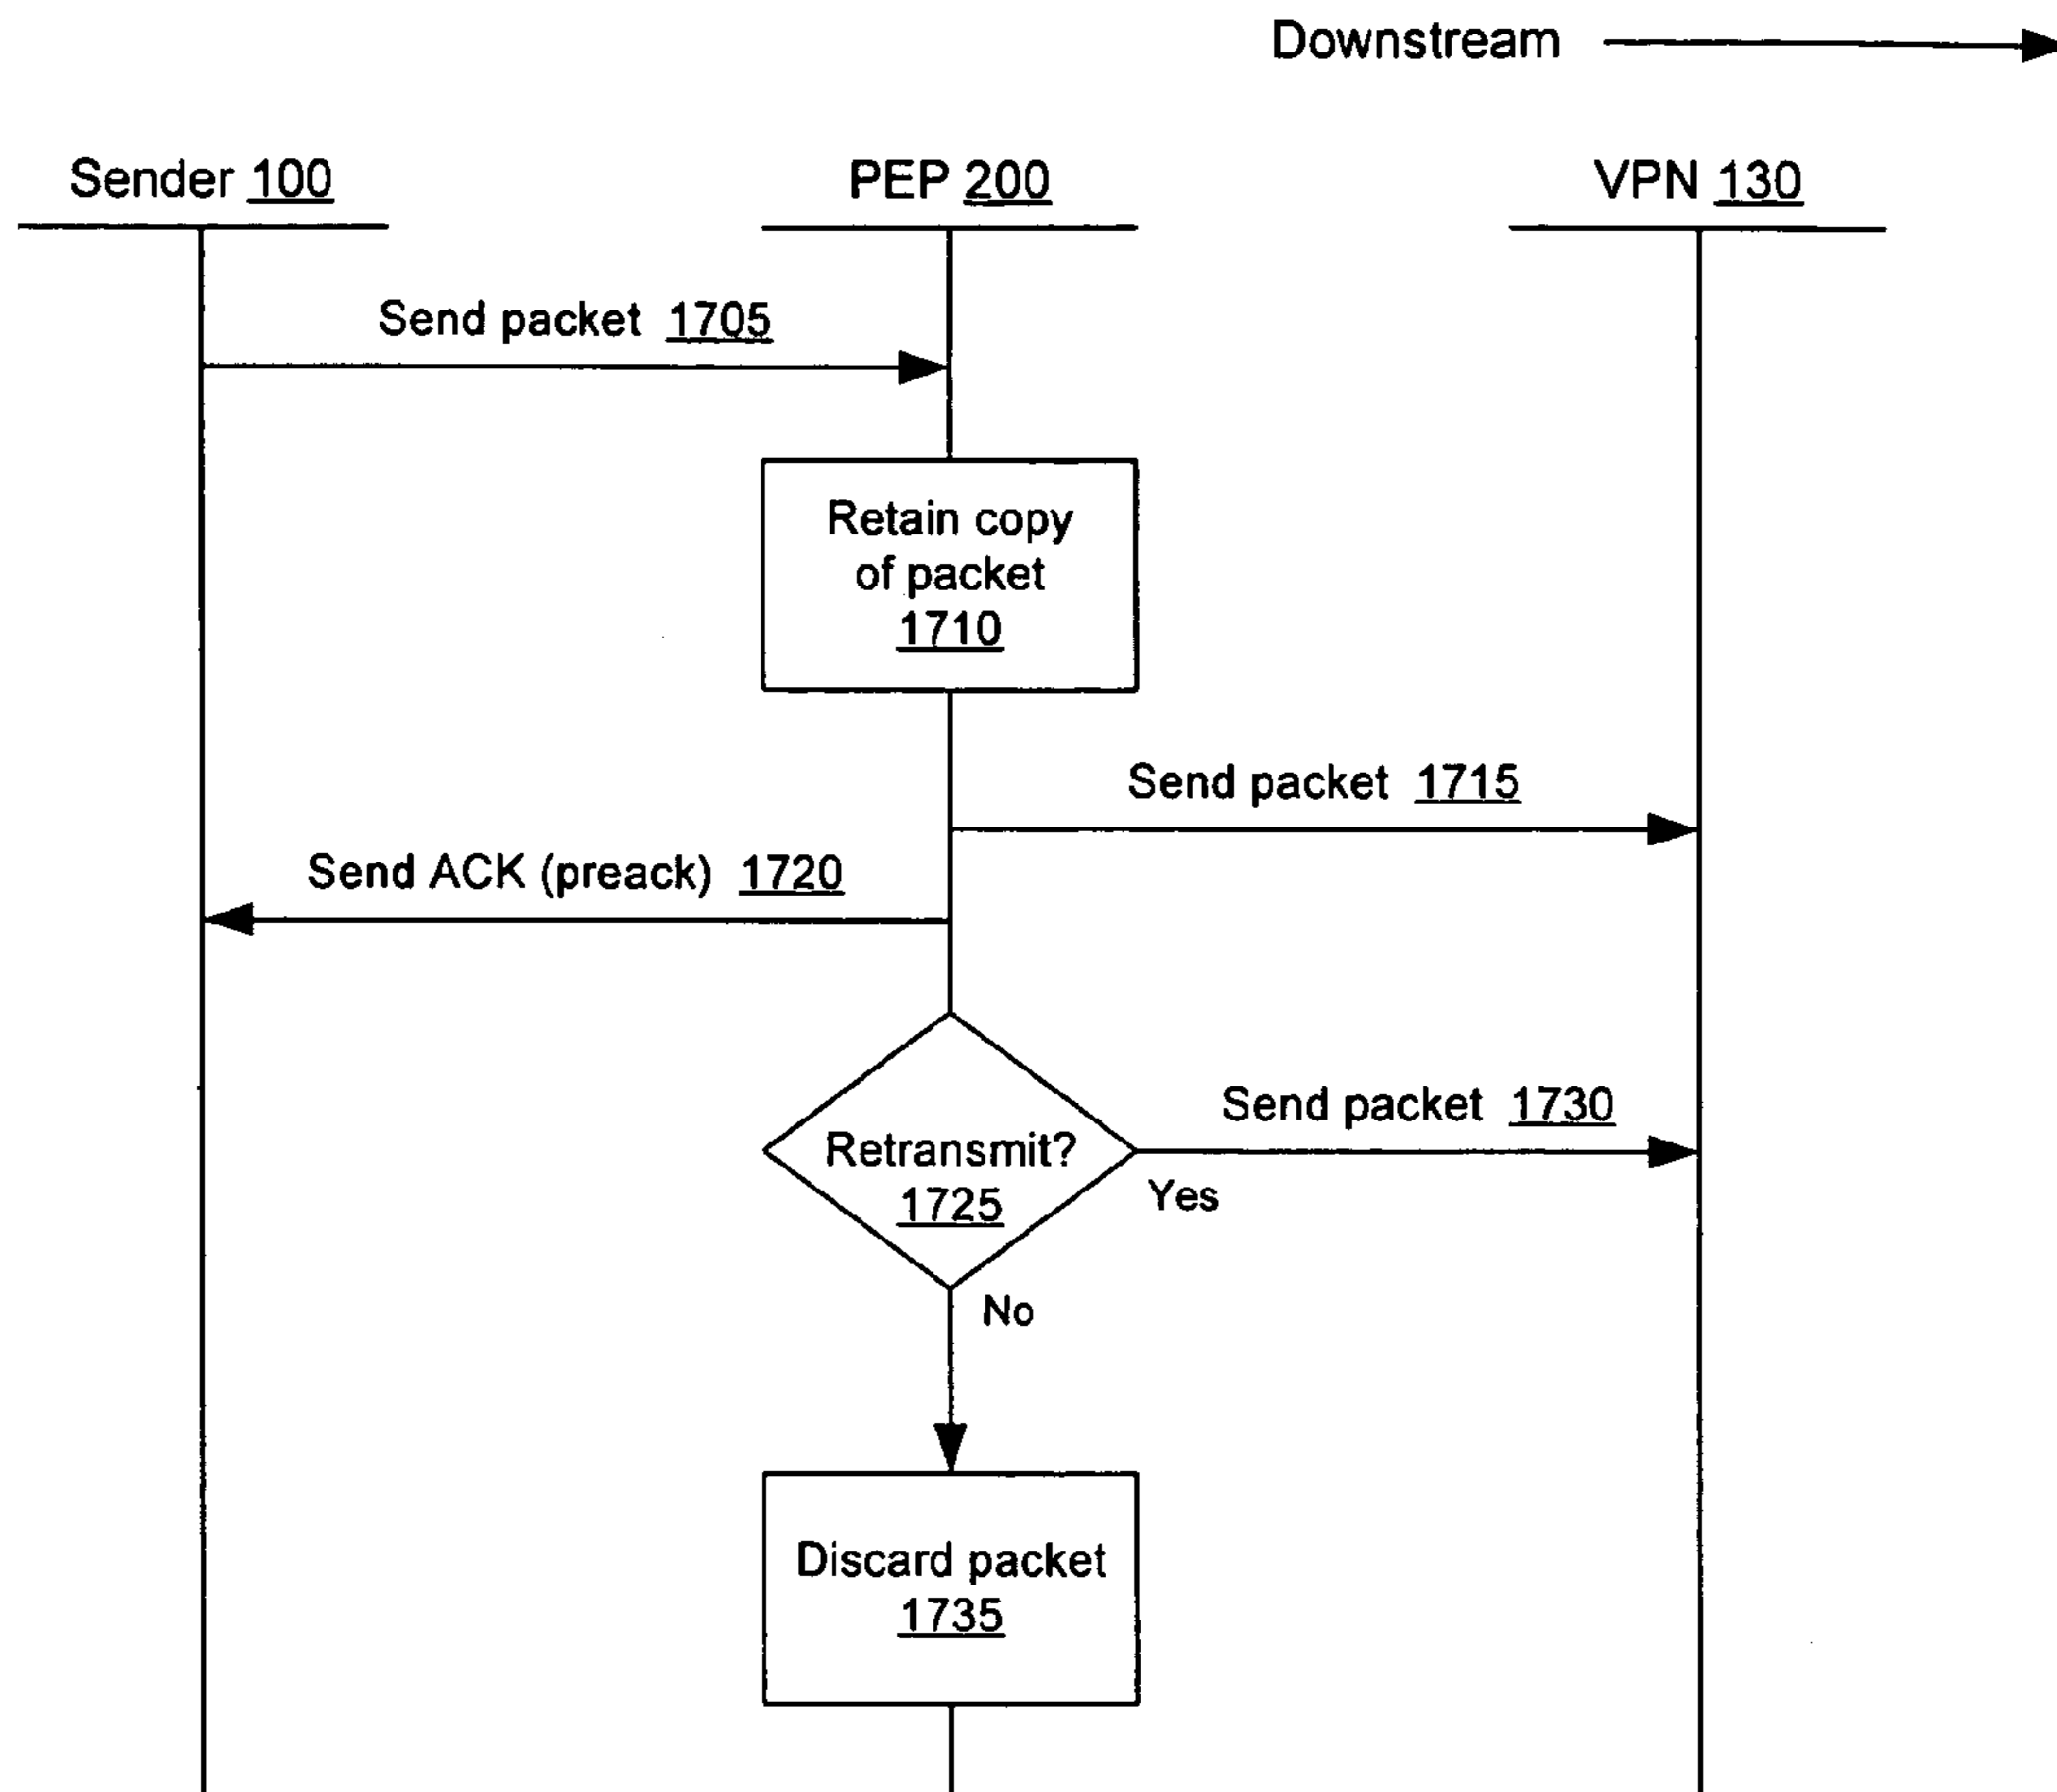 Downstream
Sender 100
PEP 200
VPN 130
Send packet 1705
Retain copy
of packet
1710
Send packet 1715
Send ACK (preack) 1720
Send packet 1730
Retransmit?
1725
Yes
No
Discard packet
1735